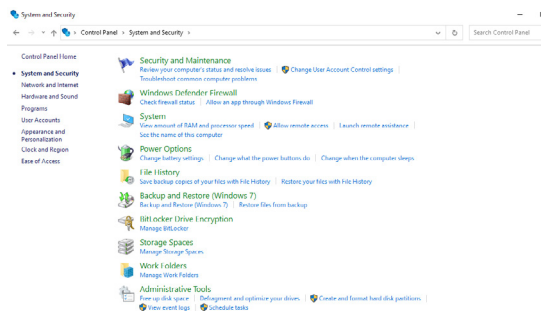 System and Security
Control Panel > System and Security >
Search Control Panel
Control Panel Home
System and Security
Network and Internet
Hardware and Sound
Programs
User Accounts
Appearance and
Personalization
Clock and Region
Ease of Access
Security and Maintenance
Review your computer's status and resolve issues
Change User Account Control settings
Troubleshoot common computer problems
Windows Defender Firewall
Check firewall status
Allow an app through Windows Firewall
System
View amount of RAM and processor speed
Allow remote access
Launch remote assistance
See the name of this computer
Power Options
Change battery settings
Change what the power buttons do
Change when the computer sleeps
File History
Save backup copies of your files with File History
Restore your files with File History
Backup and Restore (Windows 7)
Backup and Restore (Windows 7)
Restore files from backup
BitLocker Drive Encryption
Manage BitLocker
Storage Spaces
Manage Storage Spaces
Work Folders
Manage Work Folders
Administrative Tools
Free up disk space
Defragment and optimize your drives
Create and format hard disk partitions
View event logs
Schedule tasks